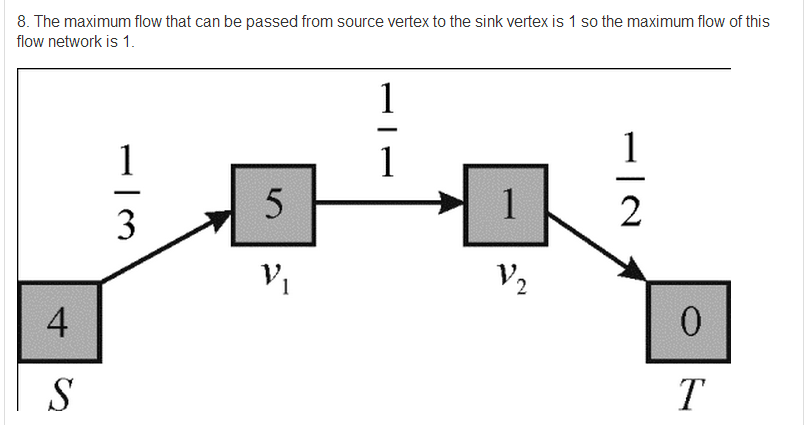 8. The maximum flow that can be passed from source vertex to the sink vertex is 1 so the maximum flow of this
flow network is 1.
1
1
1
3
1
2
5
1
V1
V2
4
0
S
T